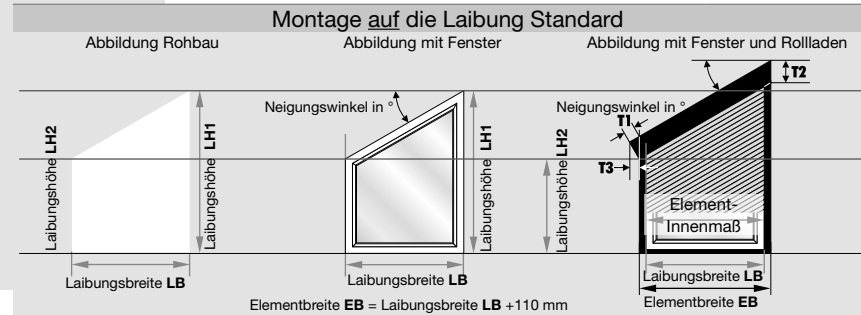 Montage auf die Laibung Standard
Abbildung Rohbau
Abbildung mit Fenster
Abbildung mit Fenster und Rollladen
Laibungshöhe LH2
Laibungshöhe LH1
Laibungsbreite LB
Neigungswinkel in °
Laibungshöhe LH1
Laibungsbreite LB
Neigungswinkel in °
T2
T1
T3
Laibungshöhe LH2
Element-
Innenmaß
Laibungsbreite LB
Elementbreite EB
Elementbreite EB = Laibungsbreite LB +110 mm